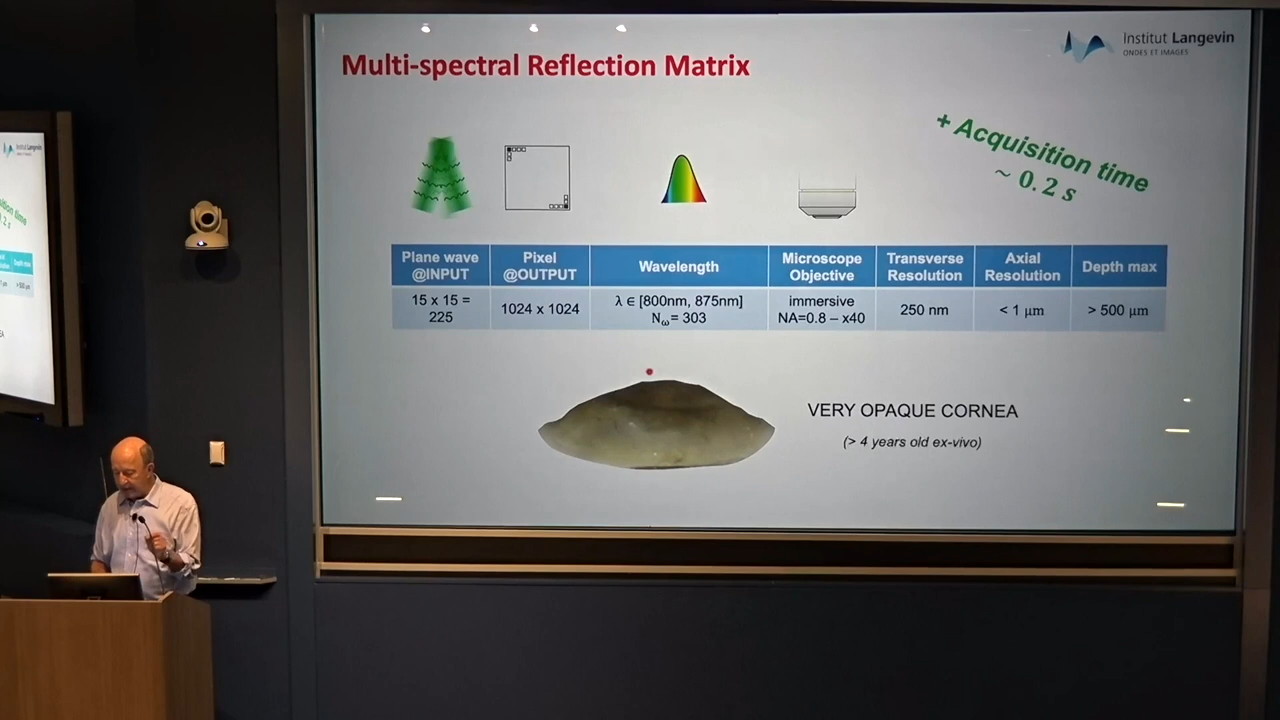 Multi-spectral Reflection Matrix
Institut Langevin
ONDES ET IMAGES
+ Acquisition time
~ 0.2 s
Plane wave @INPUT
Pixel @OUTPUT
Wavelength
Microscope Objective
Transverse Resolution
Axial Resolution
Depth max
15 x 15 = 225
1024 x 1024
λ ∈ [800nm, 875nm]
Nω= 303
immersive
NA=0.8 – x40
250 nm
< 1 μm
> 500 μm
VERY OPAQUE CORNEA
(> 4 years old ex-vivo)